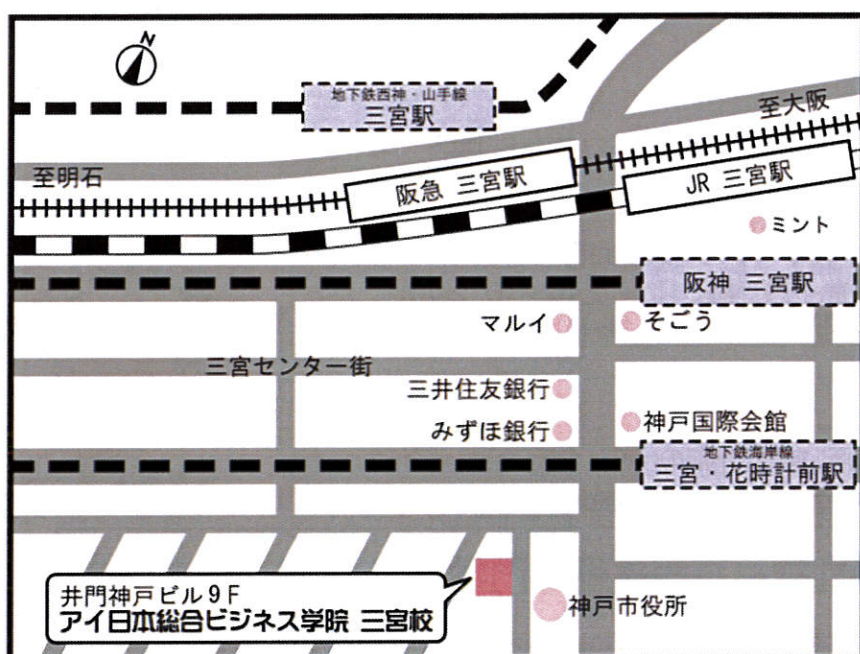 N
地下鉄西神・山手線
三宮駅
至大阪
至明石
阪急 三宮駅
JR 三宮駅
ミント
阪神 三宮駅
マルイ
そごう
三宮センター街
三井住友銀行
みずほ銀行
神戸国際会館
地下鉄海岸線
三宮・花時計前駅
井門神戸ビル9F
アイ日本総合ビジネス学院 三宮校
神戸市役所